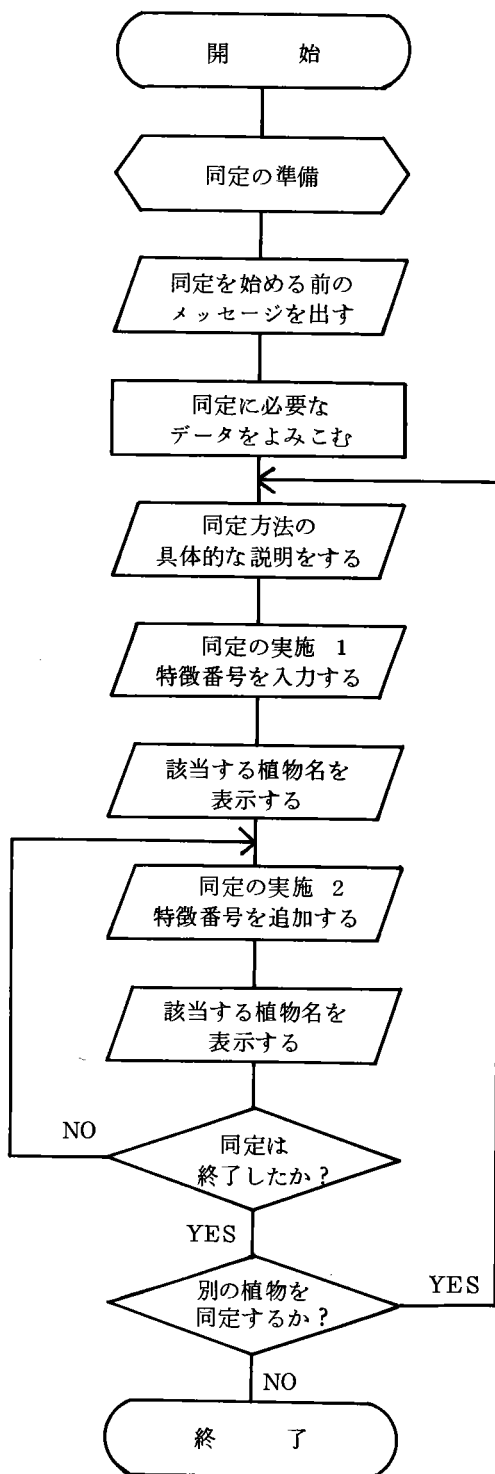 開　始
同定の準備
同定を始める前の
メッセージを出す
同定に必要な
データをよみこむ
同定方法の
具体的な説明をする
同定の実施 1
特徴番号を入力する
該当する植物名を
表示する
同定の実施 2
特徴番号を追加する
該当する植物名を
表示する
NO
同定は
終了したか？
YES
別の植物を
同定するか？
YES
NO
終　了